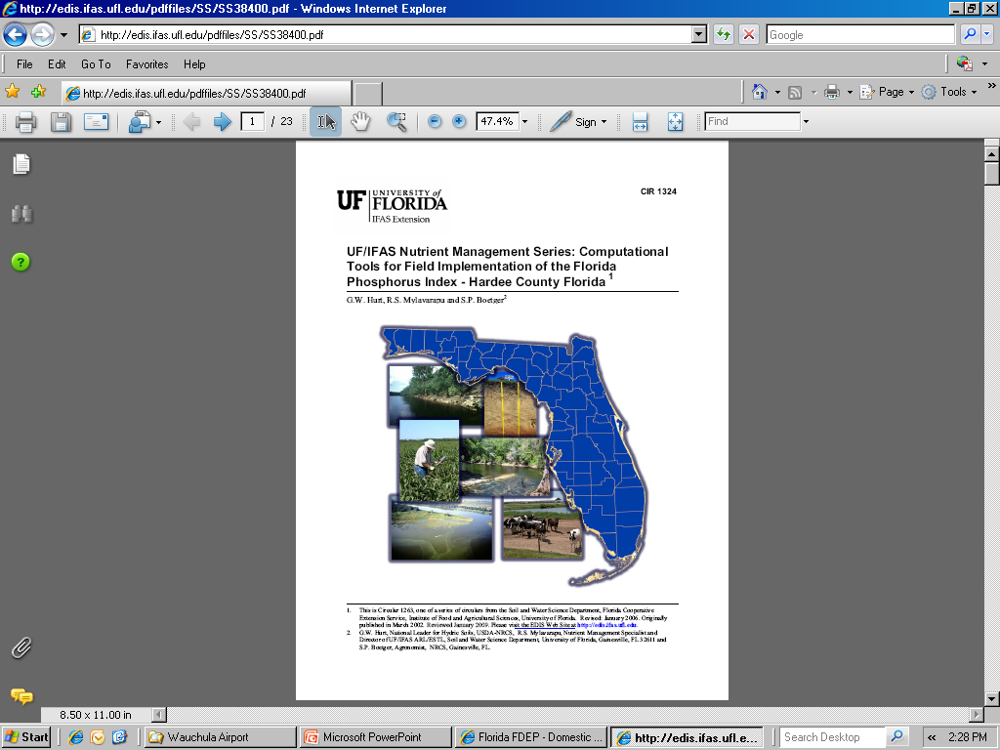 http://edis.ifas.ufl.edu/pdffiles/SS/SS38400.pdf - Windows Internet Explorer
http://edis.ifas.ufl.edu/pdffiles/SS/SS38400.pdf
Google
File Edit Go To Favorites Help
http://edis.ifas.ufl.edu/pdffiles/SS/SS38400.pdf
Page Tools »
1 / 23
47.4%
Sign
Find
UF UNIVERSITY of
FLORIDA
IFAS Extension
CIR 1324
UF/IFAS Nutrient Management Series: Computational
Tools for Field Implementation of the Florida
Phosphorus Index - Hardee County Florida 1
G.W. Hurt, R.S. Mylavarapu and S.P. Boetger2
1. This is Circular 1263, one of a series of circulars from the Soil and Water Science Department, Florida Cooperative
Extension Service, Institute of Food and Agricultural Sciences, University of Florida. Revised: January 2006. Originally
published in March 2002. Reviewed January 2009. Please visit the EDIS Web Site at http://edis.ifas.ufl.edu.
2. G.W. Hurt, National Leader for Hydric Soils, USDA-NRCS, R.S. Mylavarapu, Nutrient Management Specialist and
Director of UF/IFAS ARL/ESTL, Soil and Water Science Department, University of Florida, Gainesville, FL 32611 and
S.P. Boetger, Agronomist, NRCS, Gainesville, FL.
8.50 x 11.00 in
Start Wauchula Airport Microsoft PowerPoint Florida FDEP - Domestic ... http://edis.ifas.ufl.e... Search Desktop « 2:28 PM